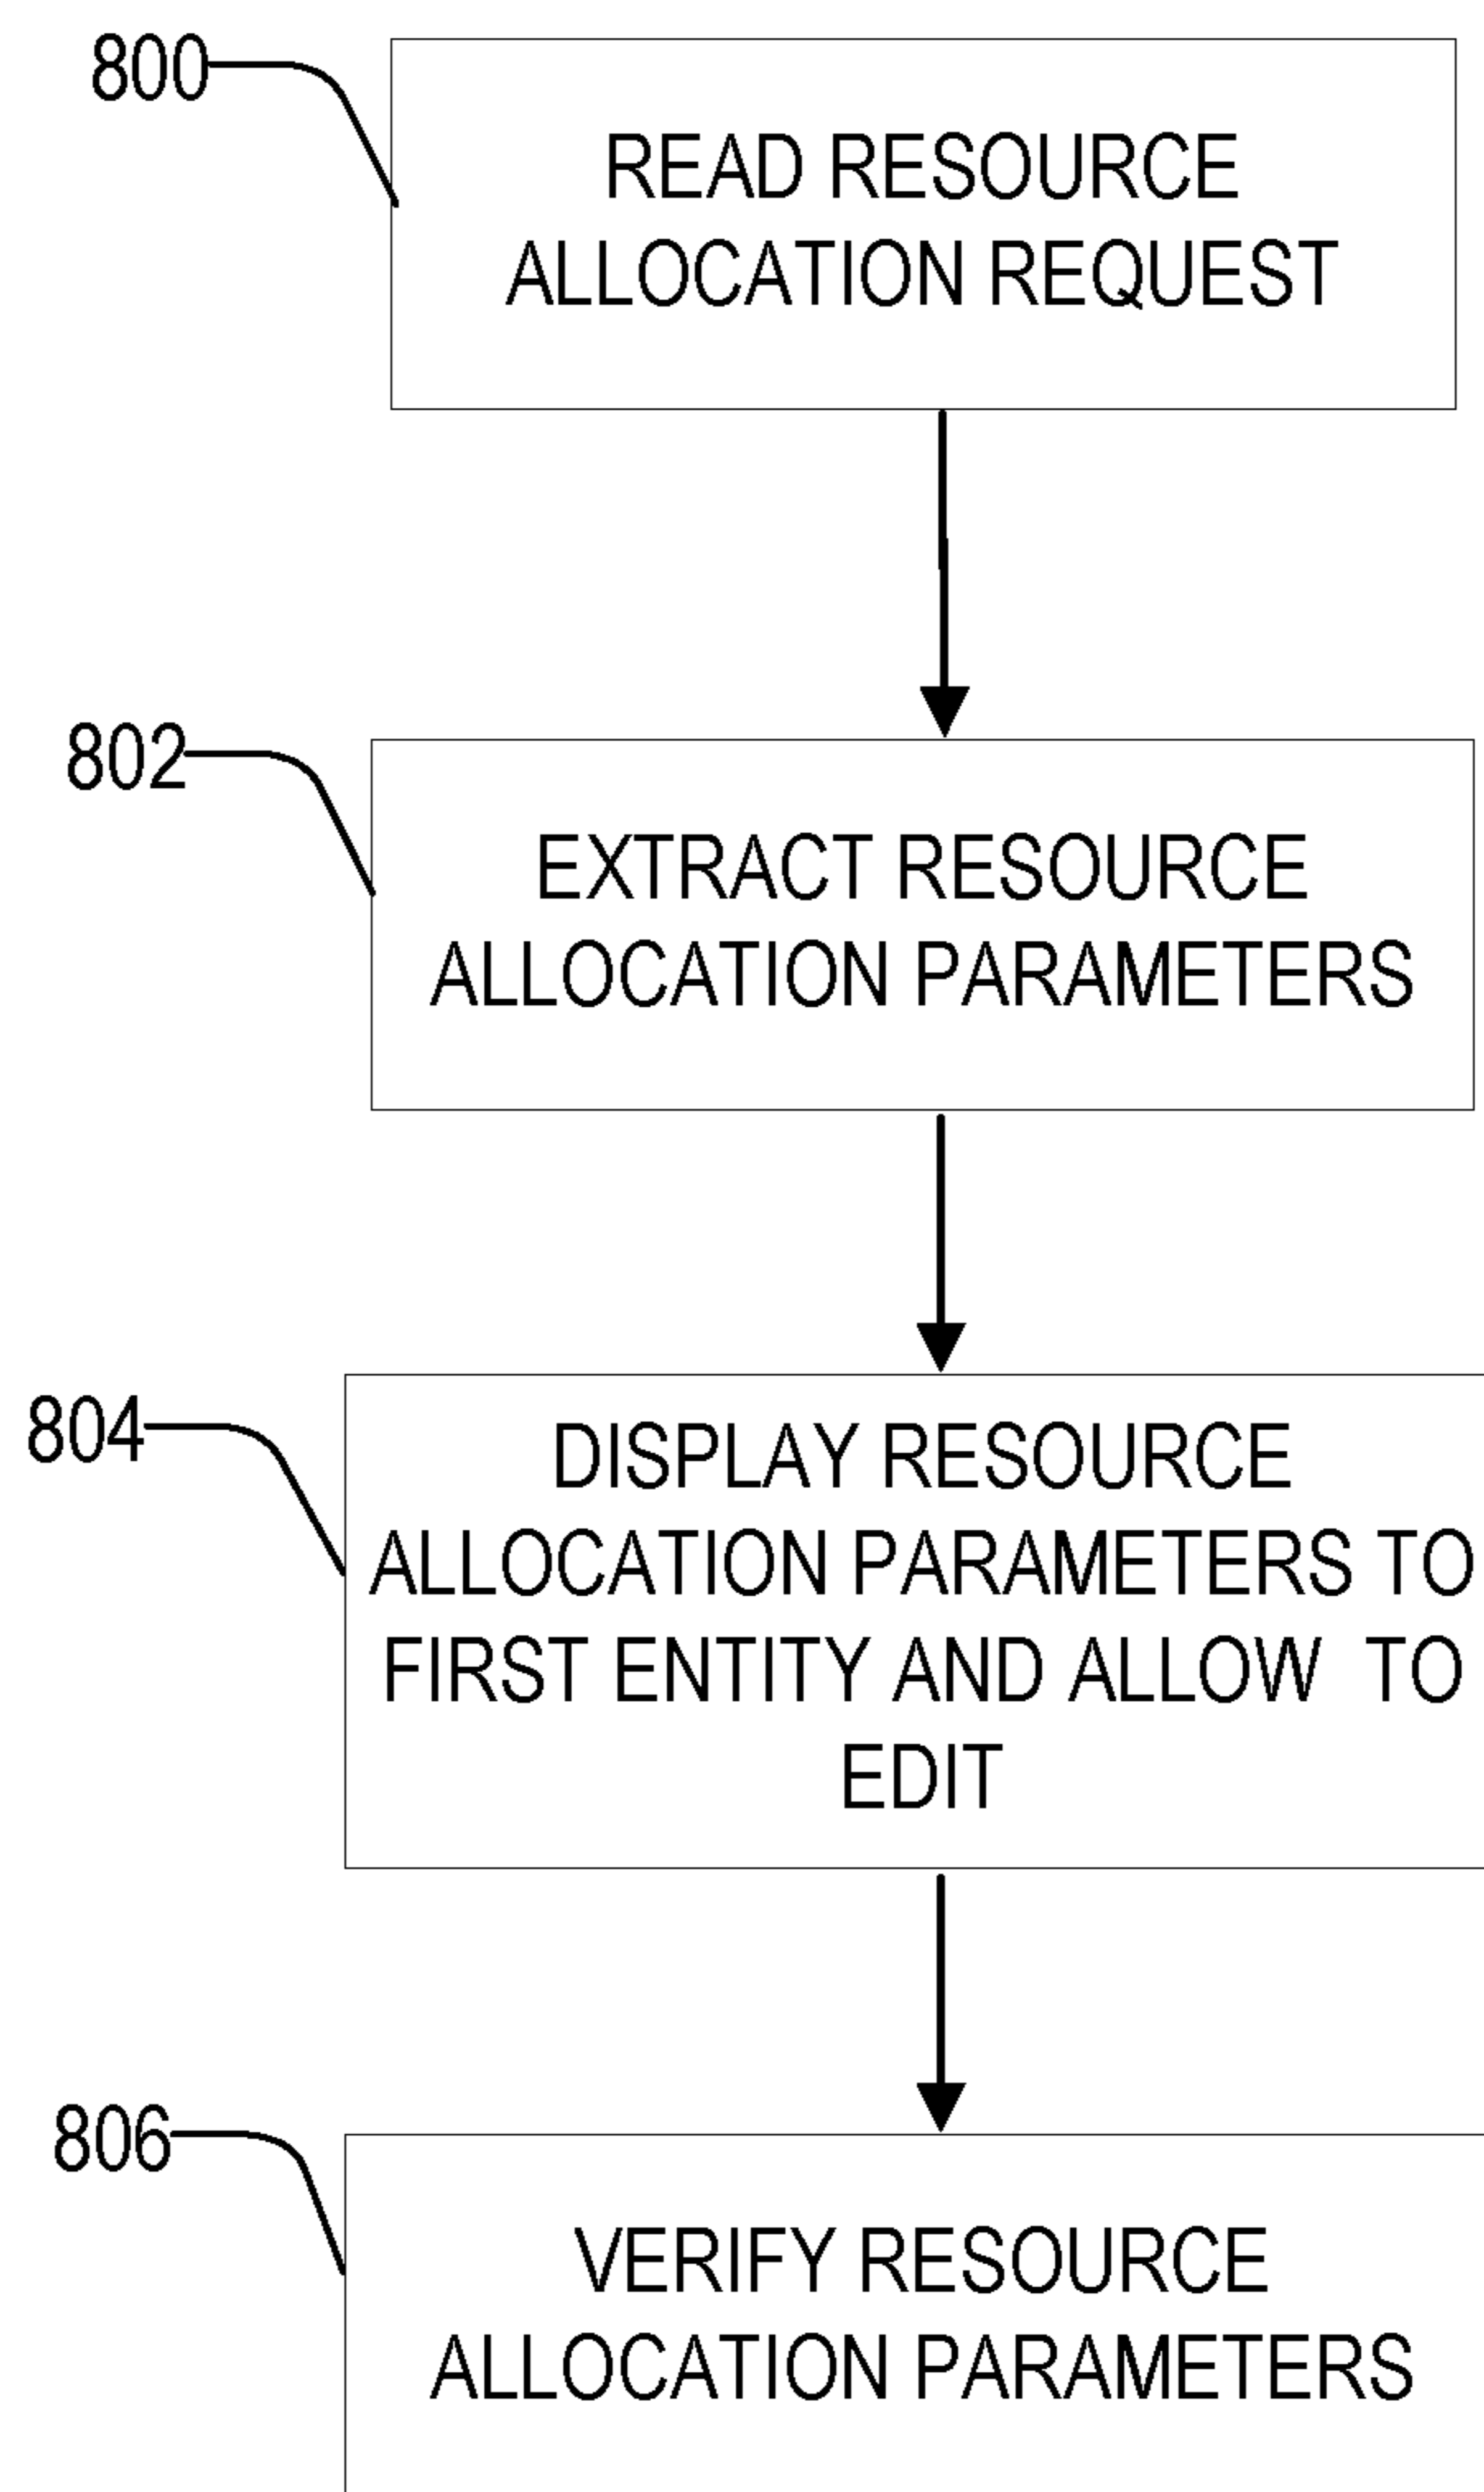 800
READ RESOURCE
ALLOCATION REQUEST
802
EXTRACT RESOURCE
ALLOCATION PARAMETERS
804
DISPLAY RESOURCE
ALLOCATION PARAMETERS TO
FIRST ENTITY AND ALLOW TO
EDIT
806
VERIFY RESOURCE
ALLOCATION PARAMETERS